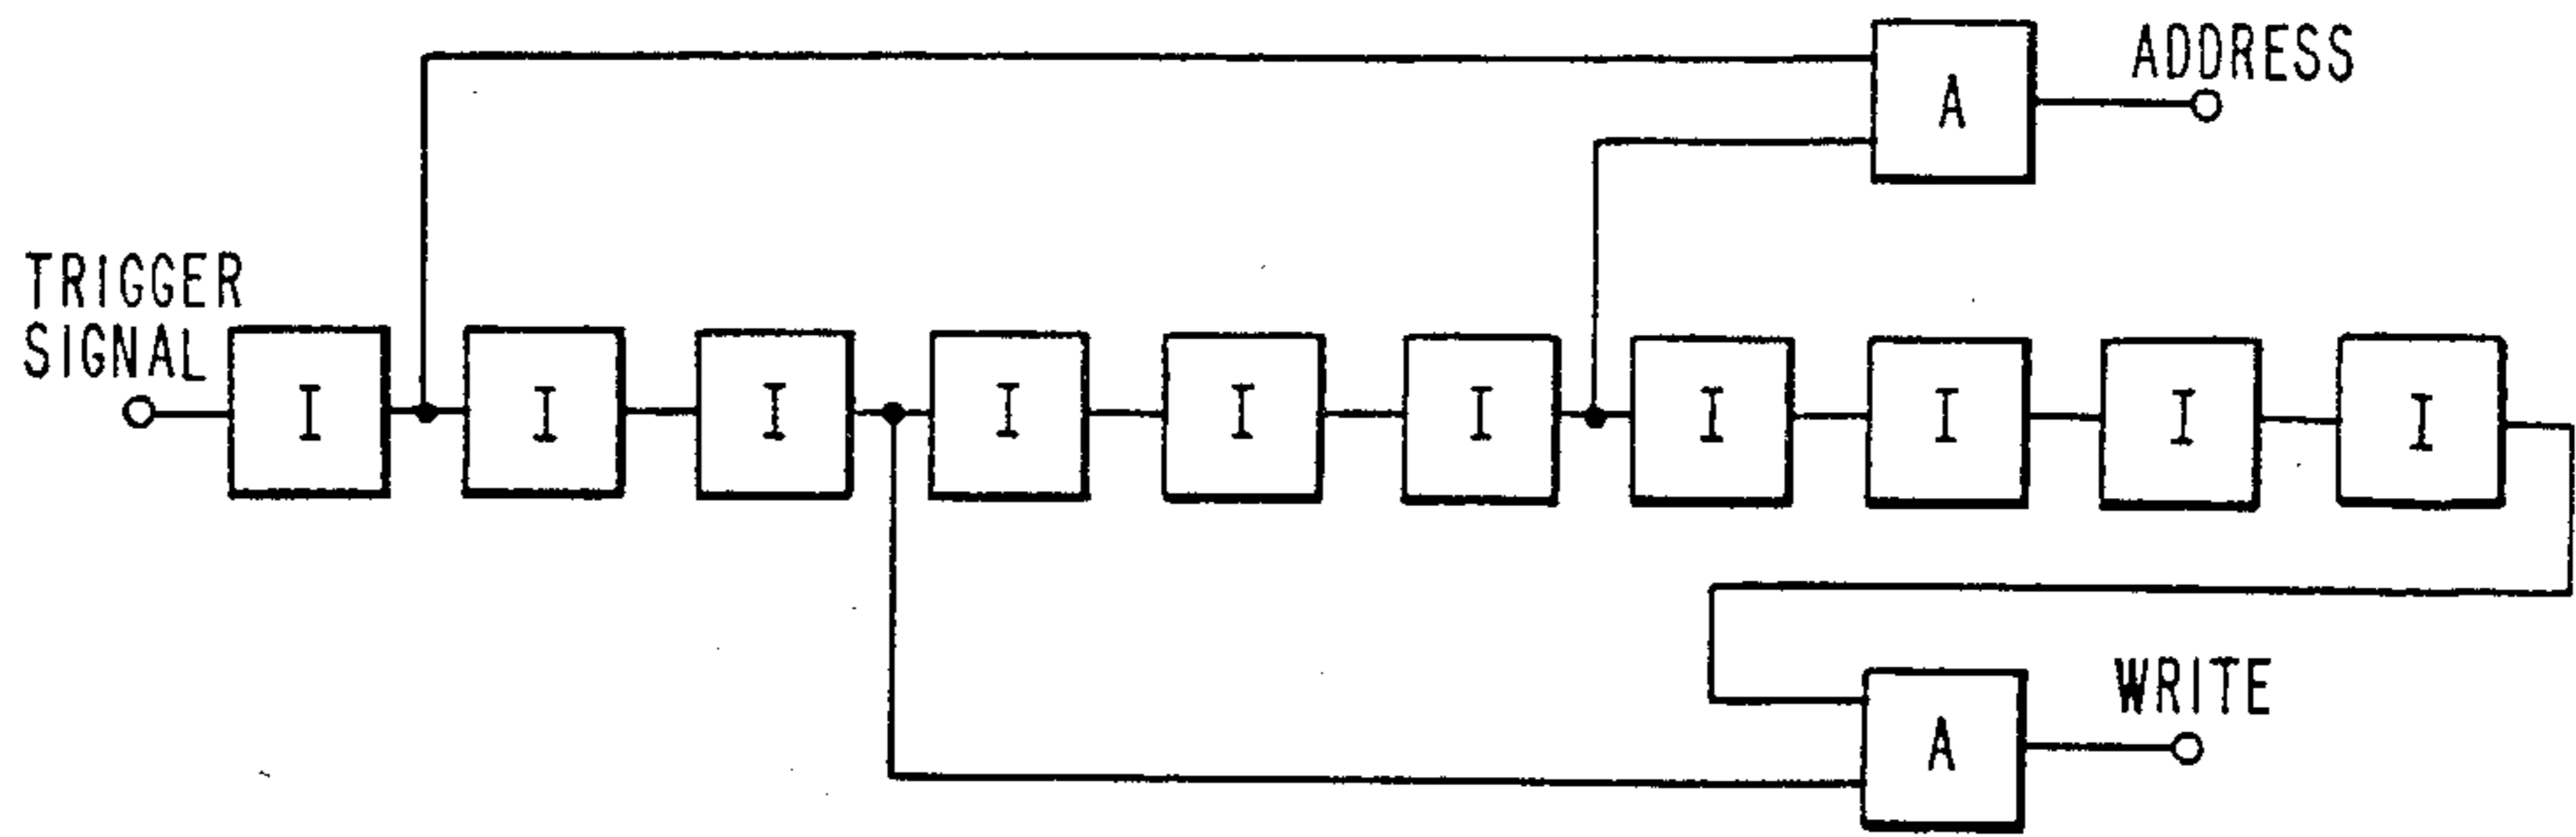 ADDRESS
A
TRIGGER
SIGNAL
I I I I I I I I I I
WRITE
A